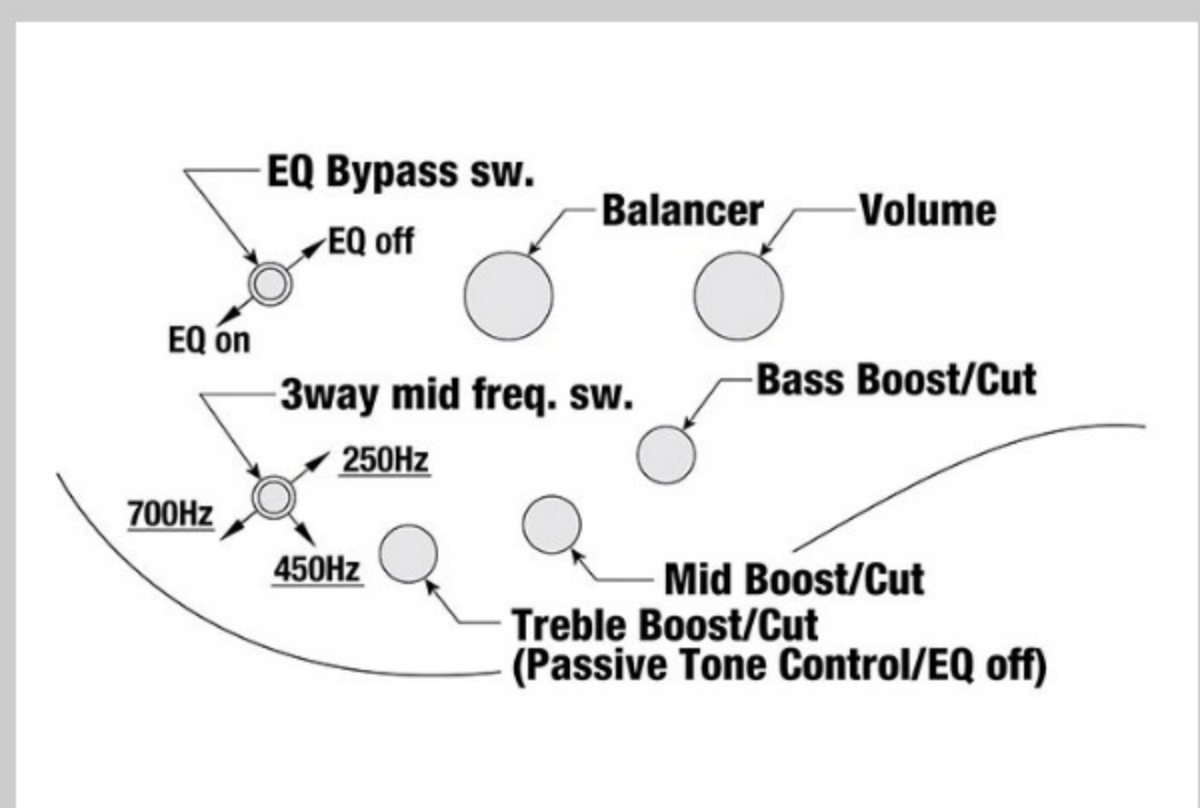 EQ Bypass sw.
Balancer
Volume
EQ off
EQ on
Bass Boost/Cut
3way mid freq. sw.
250Hz
700Hz
450Hz
Mid Boost/Cut
Treble Boost/Cut
(Passive Tone Control/EQ off)